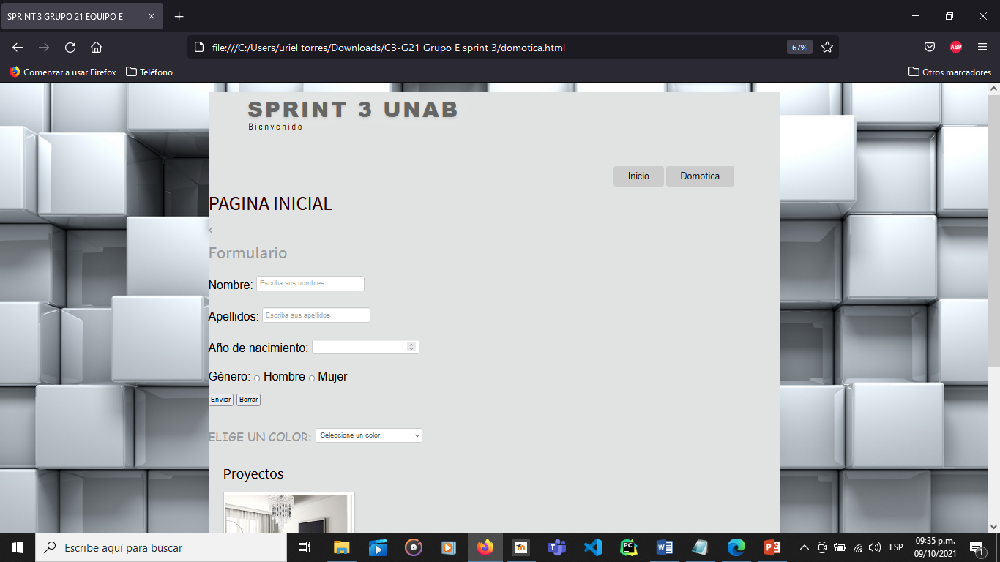 SPRINT 3 GRUPO 21 EQUIPO E
file:///C:/Users/uriel torres/Downloads/C3-G21 Grupo E sprint 3/domotica.html
67%
ABP
Comenzar a usar Firefox
Teléfono
Otros marcadores
SPRINT 3 UNAB
Bienvenido
Inicio
Domotica
PAGINA INICIAL
<
Formulario
Nombre: Escriba sus nombres
Apellidos: Escriba sus apellidos
Año de nacimiento:
Género: Hombre Mujer
Enviar Borrar
ELIGE UN COLOR: Seleccione un color
Proyectos
Escribe aquí para buscar
ESP
09:35 p.m.
09/10/2021
1